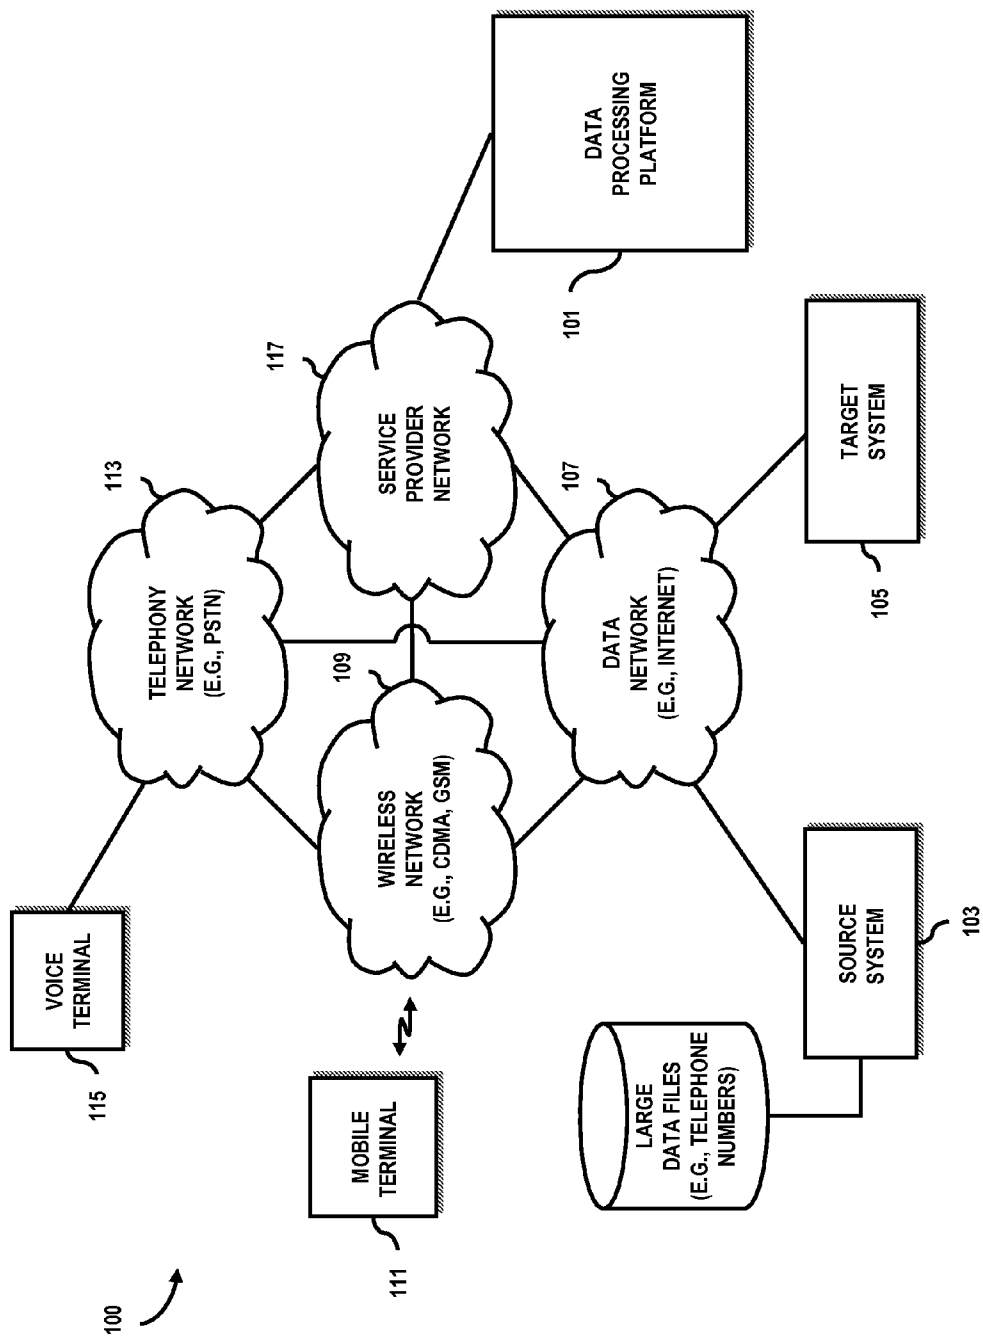 100
115
VOICE
TERMINAL
113
TELEPHONY
NETWORK
(E.G., PSTN)
117
SERVICE
PROVIDER
NETWORK
111
MOBILE
TERMINAL
109
WIRELESS
NETWORK
(E.G., CDMA, GSM)
101
DATA
PROCESSING
PLATFORM
107
DATA
NETWORK
(E.G., INTERNET)
LARGE
DATA FILES
(E.G., TELEPHONE
NUMBERS)
SOURCE
SYSTEM
103
TARGET
SYSTEM
105